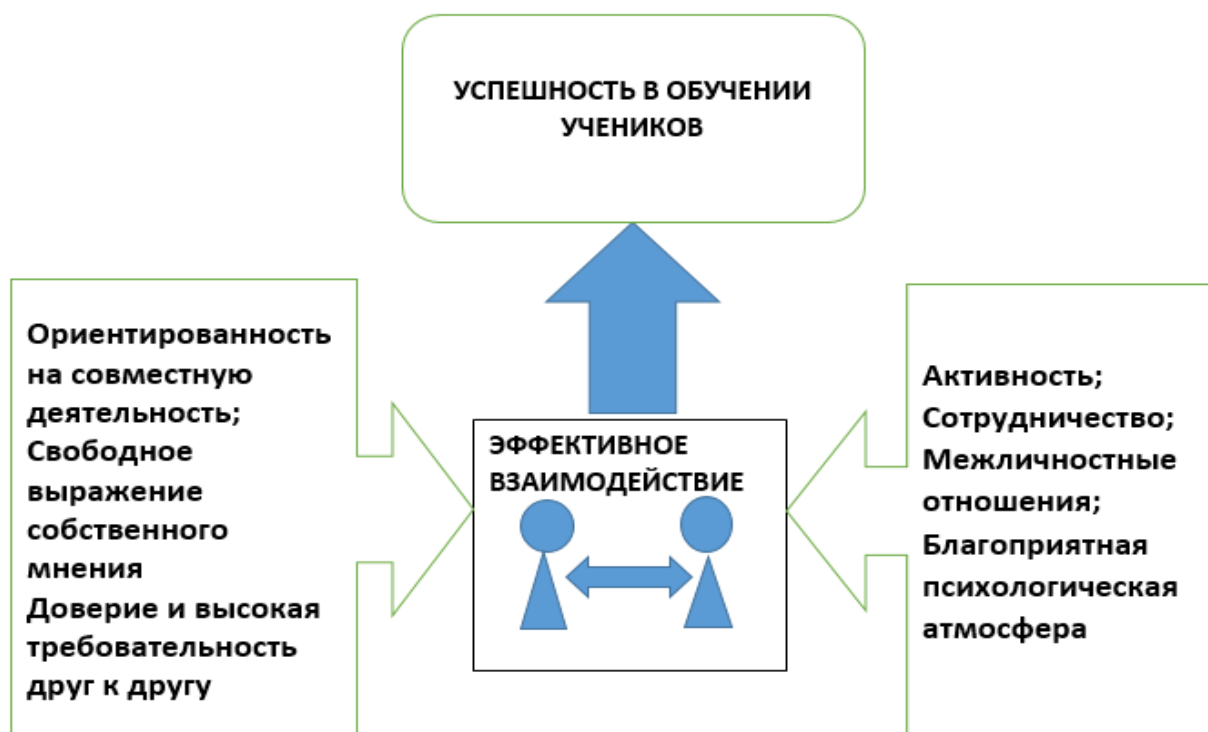 УСПЕШНОСТЬ В ОБУЧЕНИИ
УЧЕНИКОВ
Ориентированность
на совместную
деятельность;
Свободное
выражение
собственного
мнения
Доверие и высокая
требовательность
друг к другу
ЭФФЕКТИВНОЕ
ВЗАИМОДЕЙСТВИЕ
Активность;
Сотрудничество;
Межличностные
отношения;
Благоприятная
психологическая
атмосфера